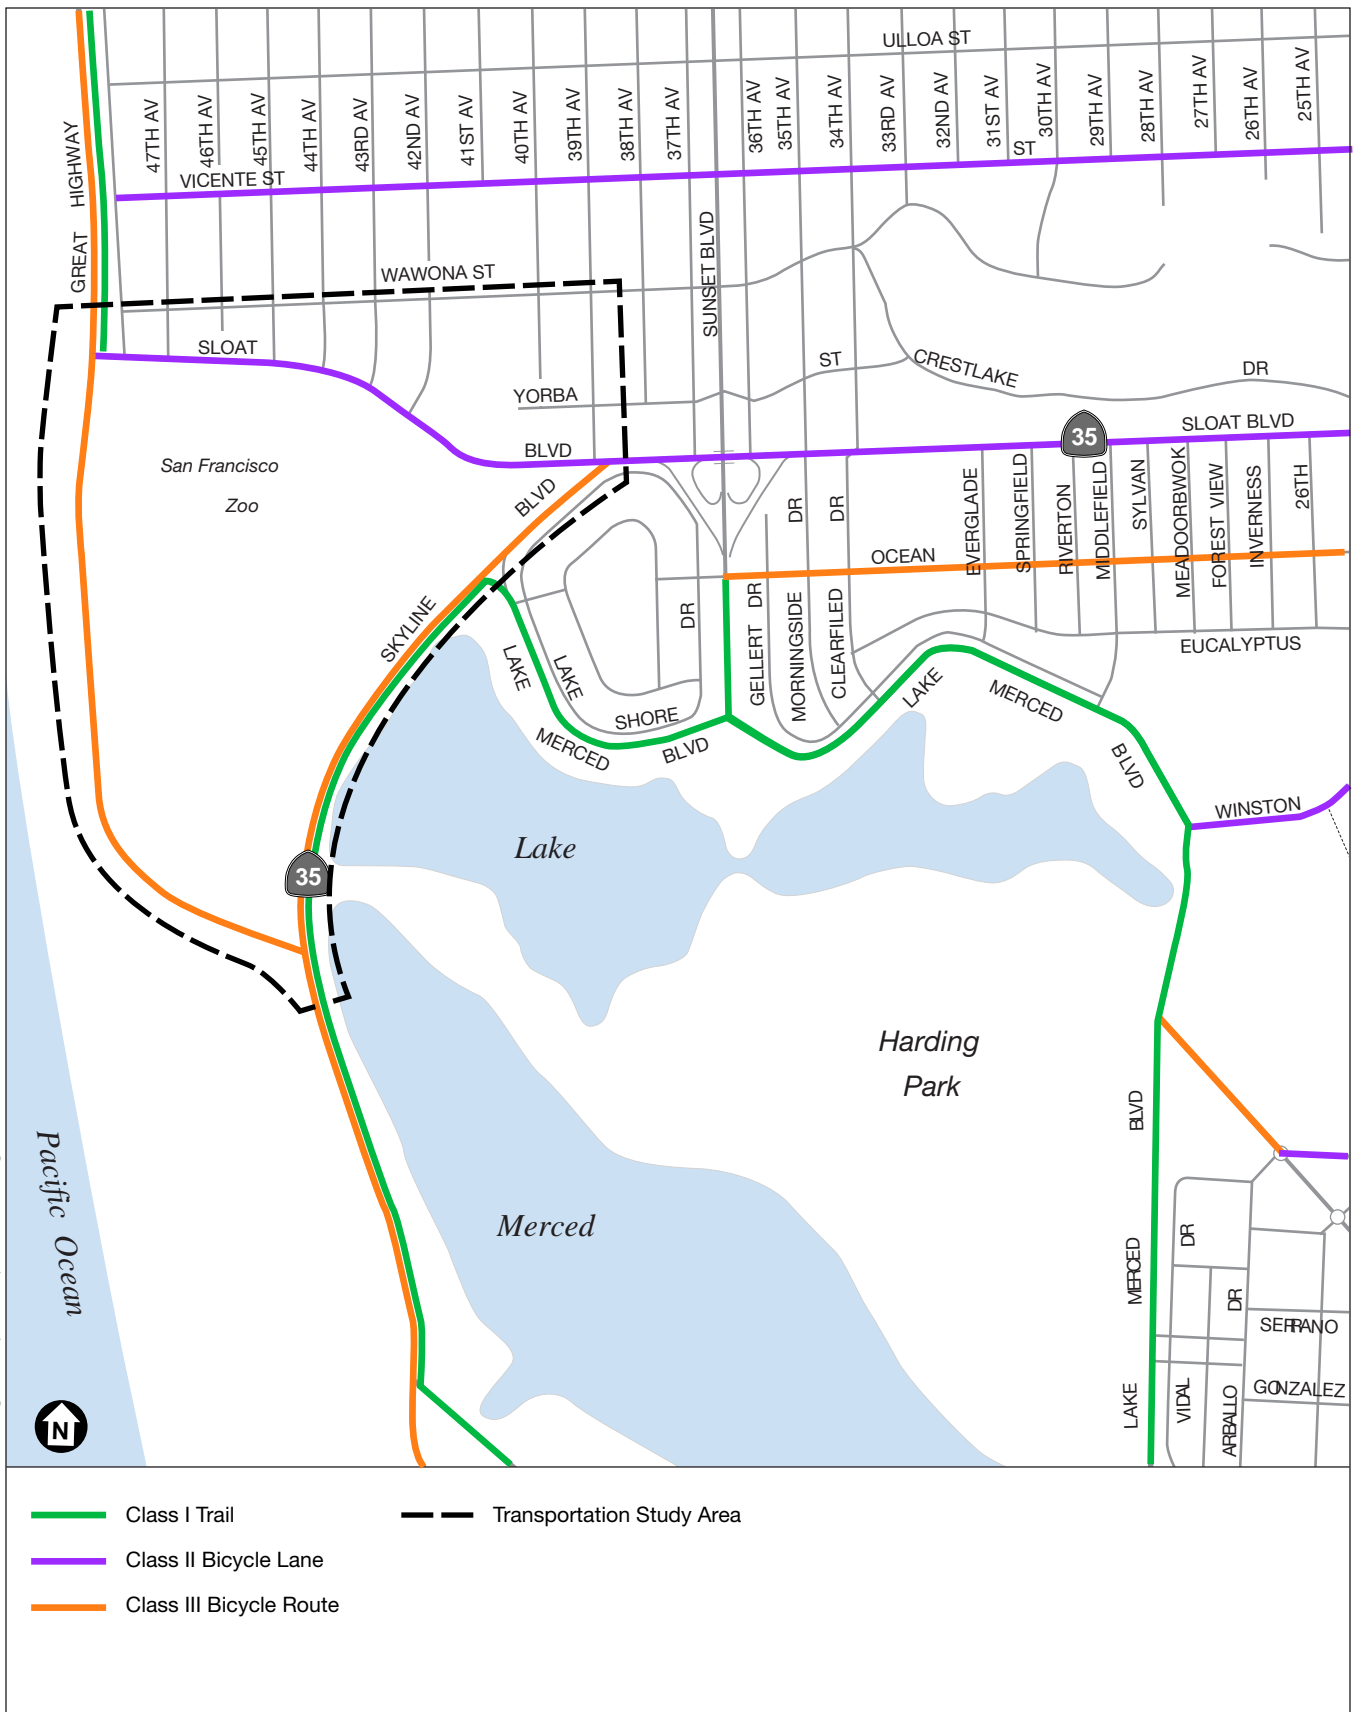 ULLOA ST
47TH AV
46TH AV
45TH AV
44TH AV
43RD AV
42ND AV
41ST AV
40TH AV
39TH AV
38TH AV
37TH AV
36TH AV
35TH AV
34TH AV
33RD AV
32ND AV
31ST AV
30TH AV
29TH AV
28TH AV
27TH AV
26TH AV
25TH AV
VICENTE ST
ST
GREAT HIGHWAY
WAWONA ST
SUNSET BLVD
SLOAT
YORBA
ST
CRESTLAKE
DR
BLVD
35
SLOAT BLVD
San Francisco
Zoo
BLVD
SKYLINE
DR
DR
EVERGLADE
SPRINGFIELD
RIVERTON
MIDDLEFIELD
SYLVAN
MEADOORBWOK
FOREST VIEW
INVERNESS
26TH
OCEAN
DR
GELLERT DR
MORNINGSIDE
CLEARFILED
EUCALYPTUS
LAKE
LAKE
SHORE
MERCED
BLVD
LAKE
MERCED
BLVD
WINSTON
Lake
35
Harding
Park
Merced
Pacific Ocean
BLVD
MERCED
LAKE
DR
DR
SERRANO
GONZALEZ
VIDAL
ARBALLO
N
Class I Trail
Transportation Study Area
Class II Bicycle Lane
Class III Bicycle Route